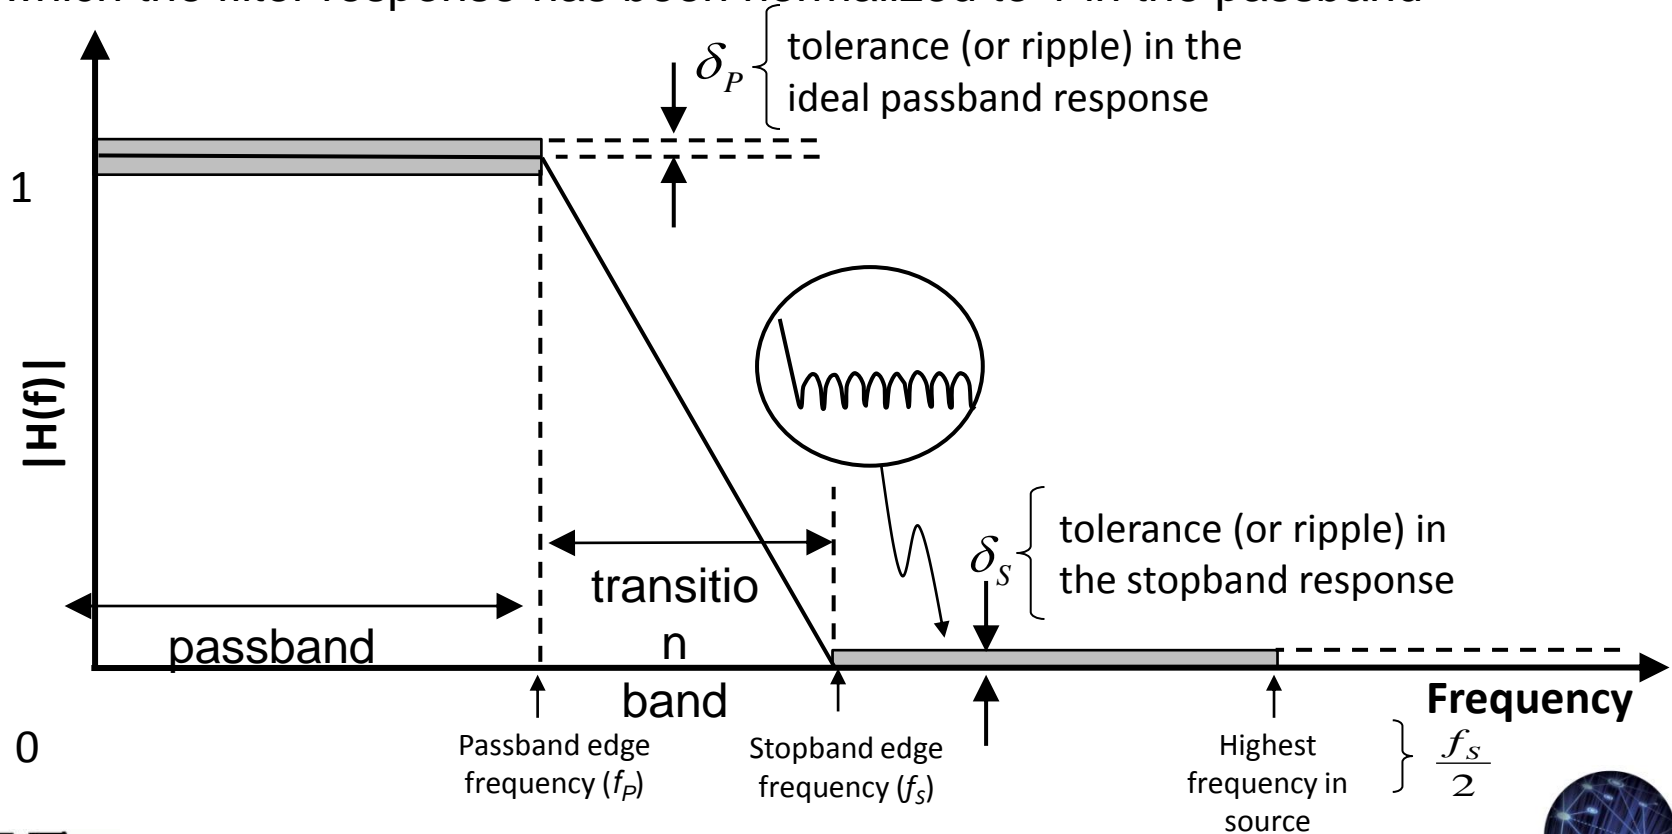 which the filter response has been normalized to 1 in the passband
δP { tolerance (or ripple) in the
ideal passband response
1
|H(f)|
δS { tolerance (or ripple) in
the stopband response
transitio
n
band
passband
Frequency
0
Passband edge
frequency (fP)
Stopband edge
frequency (fS)
Highest
frequency in
source
} fs
2